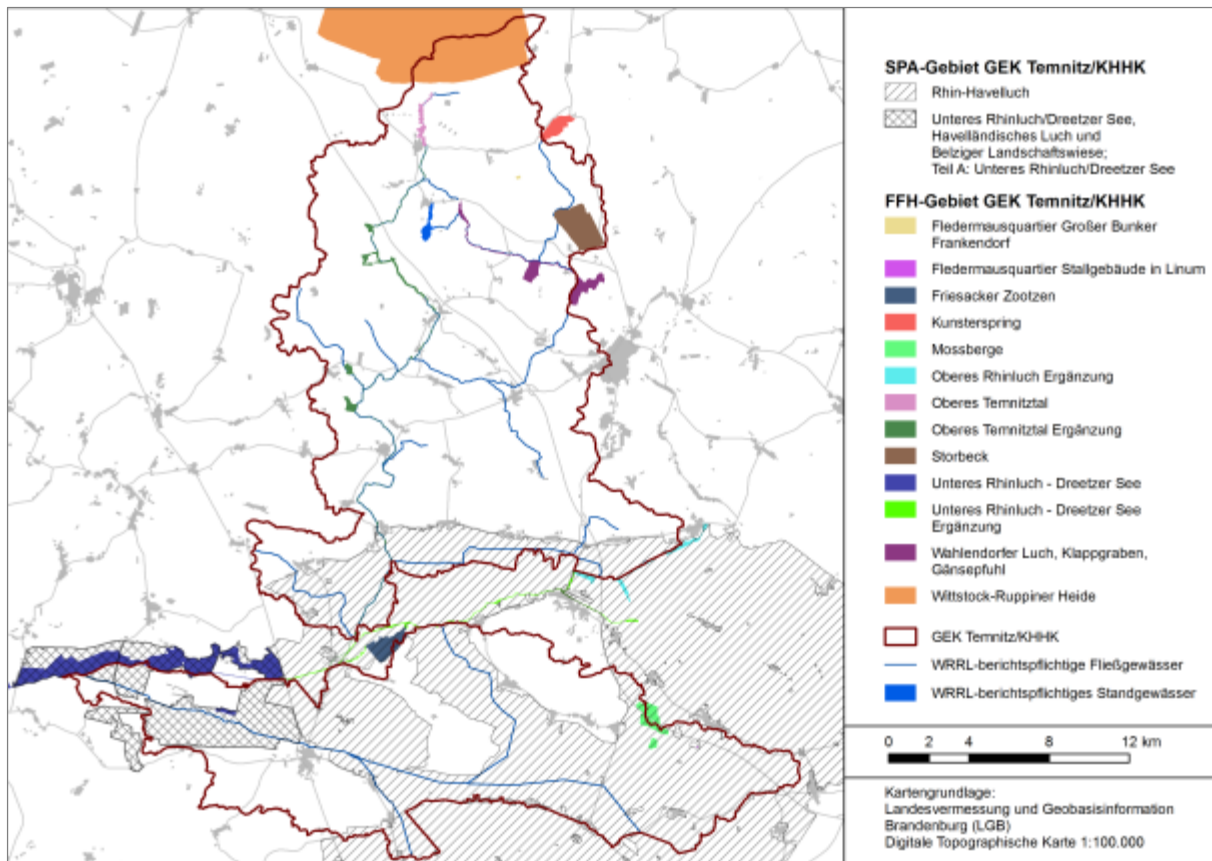 SPA-Gebiet GEK Temnitz/KHHK
Rhin-Havelluch
Unteres Rhinluch/Dreetzer See,
Havelländisches Luch und
Belziger Landschaftswiese;
Teil A: Unteres Rhinluch/Dreetzer See
FFH-Gebiet GEK Temnitz/KHHK
Fledermausquartier Großer Bunker
Frankendorf
Fledermausquartier Stallgebäude in Linum
Friesacker Zootzen
Kunsterspring
Mossberge
Oberes Rhinluch Ergänzung
Oberes Temnitztal
Oberes Temnitztal Ergänzung
Storbeck
Unteres Rhinluch - Dreetzer See
Unteres Rhinluch - Dreetzer See
Ergänzung
Wahlendorfer Luch, Klappgraben,
Gänsepfuhl
Wittstock-Ruppiner Heide
GEK Temnitz/KHHK
WRRL-berichtspflichtige Fließgewässer
WRRL-berichtspflichtiges Standgewässer
0 2 4 8 12 km
Kartengrundlage:
Landesvermessung und Geobasisinformation
Brandenburg (LGB)
Digitale Topographische Karte 1:100.000